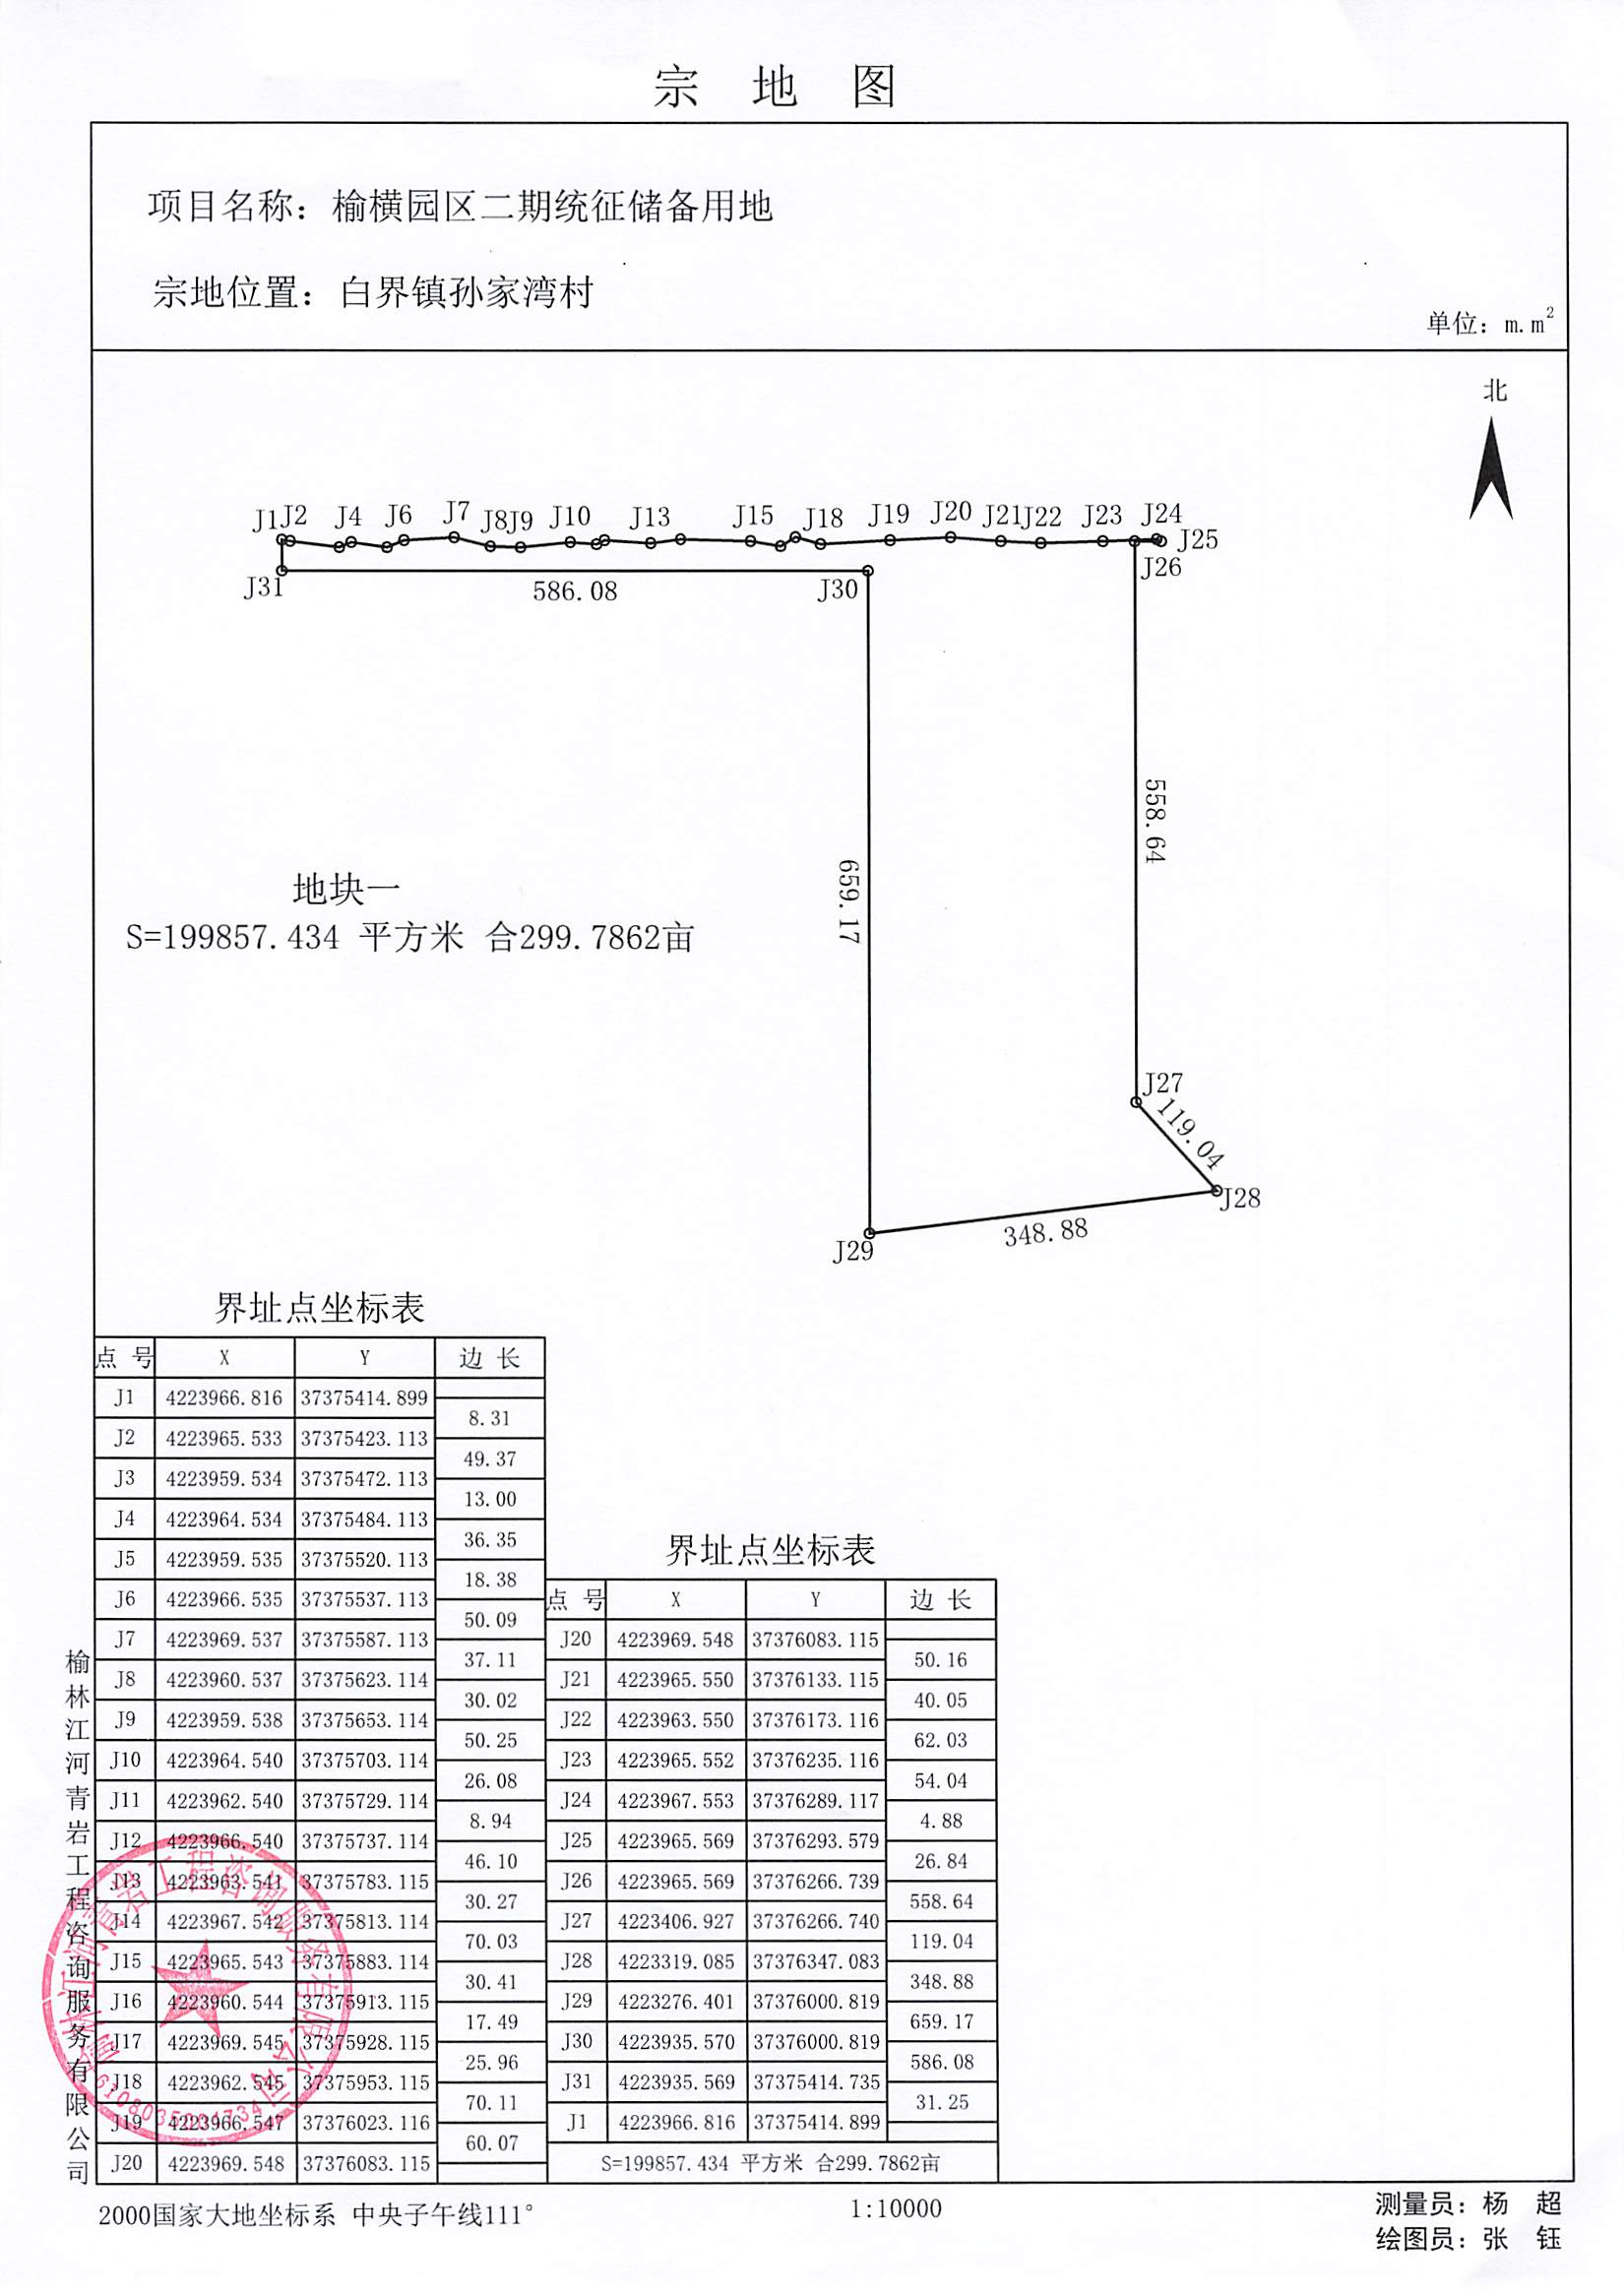 宗 地 图
项目名称：榆横园区二期统征储备用地
宗地位置：白界镇孙家湾村
单位：m.m²
北
J1 J2 J4 J6 J7 J8 J9 J10 J13 J15 J18 J19 J20 J21 J22 J23 J24 J25
J26
J31
586.08
J30
558.64
659.17
地块一
S=199857.434 平方米 合299.7862亩
J27
119.04
J28
348.88
J29
界址点坐标表
点 号 X Y 边 长
J1 4223966.816 37375414.899
8.31
J2 4223965.533 37375423.113
49.37
J3 4223959.534 37375472.113
13.00
J4 4223964.534 37375484.113
36.35
J5 4223959.535 37375520.113
18.38
J6 4223966.535 37375537.113
50.09
J7 4223969.537 37375587.113
37.11
J8 4223960.537 37375623.114
30.02
J9 4223959.538 37375653.114
50.25
J10 4223964.540 37375703.114
26.08
J11 4223962.540 37375729.114
8.94
J12 4223966.540 37375737.114
46.10
J13 4223963.541 37375783.115
30.27
J14 4223967.542 37375813.114
70.03
J15 4223965.543 37375883.114
30.41
J16 4223960.544 37375913.115
17.49
J17 4223969.545 37375928.115
25.96
J18 4223962.545 37375953.115
70.11
J19 4223966.547 37376023.116
60.07
J20 4223969.548 37376083.115
界址点坐标表
点 号 X Y 边 长
J20 4223969.548 37376083.115
50.16
J21 4223965.550 37376133.115
40.05
J22 4223963.550 37376173.116
62.03
J23 4223965.552 37376235.116
54.04
J24 4223967.553 37376289.117
4.88
J25 4223965.569 37376293.579
26.84
J26 4223965.569 37376266.739
558.64
J27 4223406.927 37376266.740
119.04
J28 4223319.085 37376347.083
348.88
J29 4223276.401 37376000.819
659.17
J30 4223935.570 37376000.819
586.08
J31 4223935.569 37375414.735
31.25
J1 4223966.816 37375414.899
S=199857.434 平方米 合299.7862亩
榆林江河青岩工程咨询服务有限公司
2000国家大地坐标系 中央子午线111°
1:10000
测量员：杨 超
绘图员：张 钰